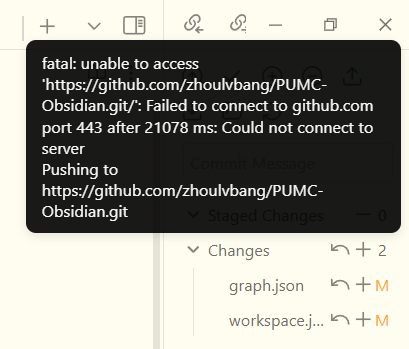 fatal: unable to access
'https://github.com/zhoulvbang/PUMC-
Obsidian.git/': Failed to connect to github.com
port 443 after 21078 ms: Could not connect to
server
Pushing to
https://github.com/zhoulvbang/PUMC-
Obsidian.git
Commit Message
Staged Changes 0
Changes 2
graph.json M
workspace.j... M